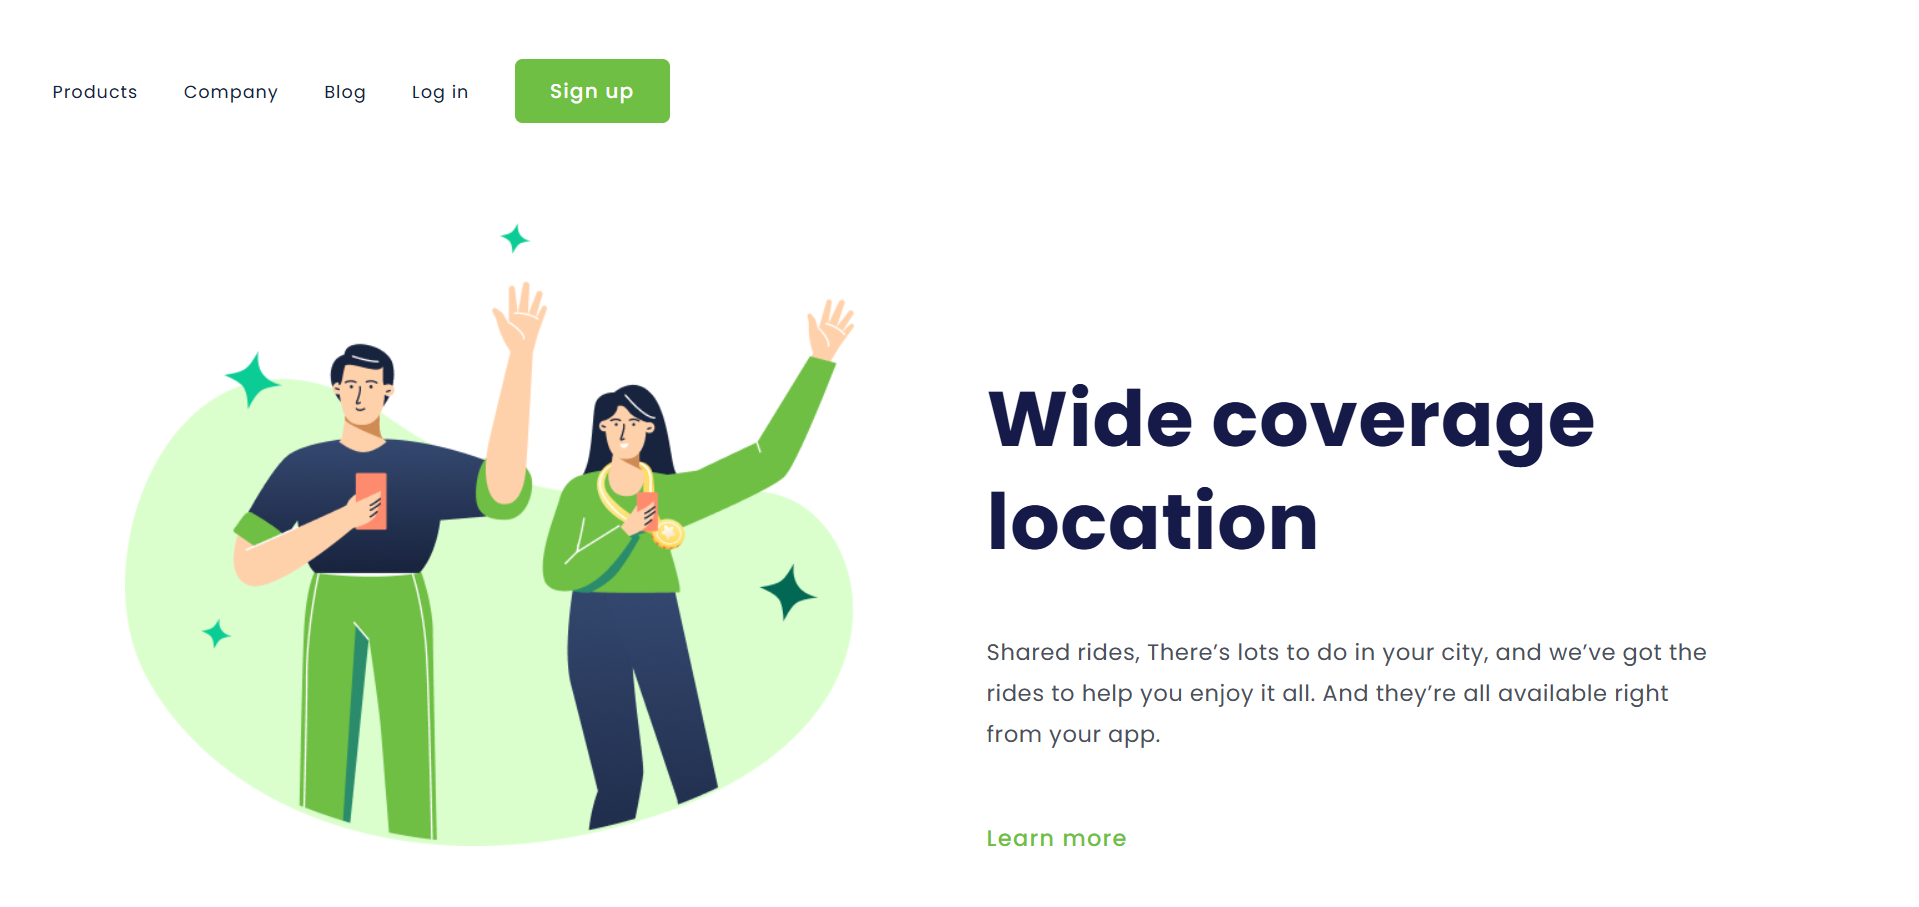 Products Company Blog Log in Sign up
Wide coverage
location
Shared rides, There’s lots to do in your city, and we’ve got the
rides to help you enjoy it all. And they’re all available right
from your app.
Learn more